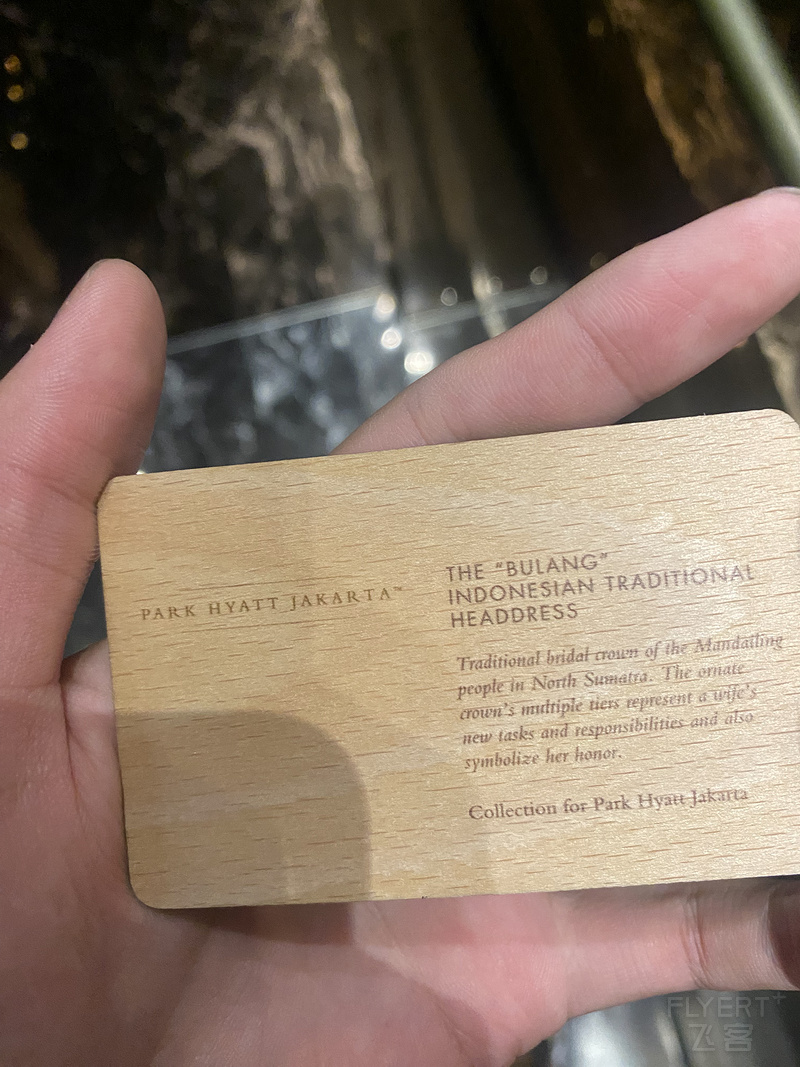 PARK HYATT JAKARTA™
THE “BULANG”
INDONESIAN TRADITIONAL
HEADDRESS
Traditional bridal crown of the Mandailing
people in North Sumatra. The ornate
crown's multiple tiers represent a wife's
new tasks and responsibilities and also
symbolize her honor.
Collection for Park Hyatt Jakarta
FLYERT+
飞客